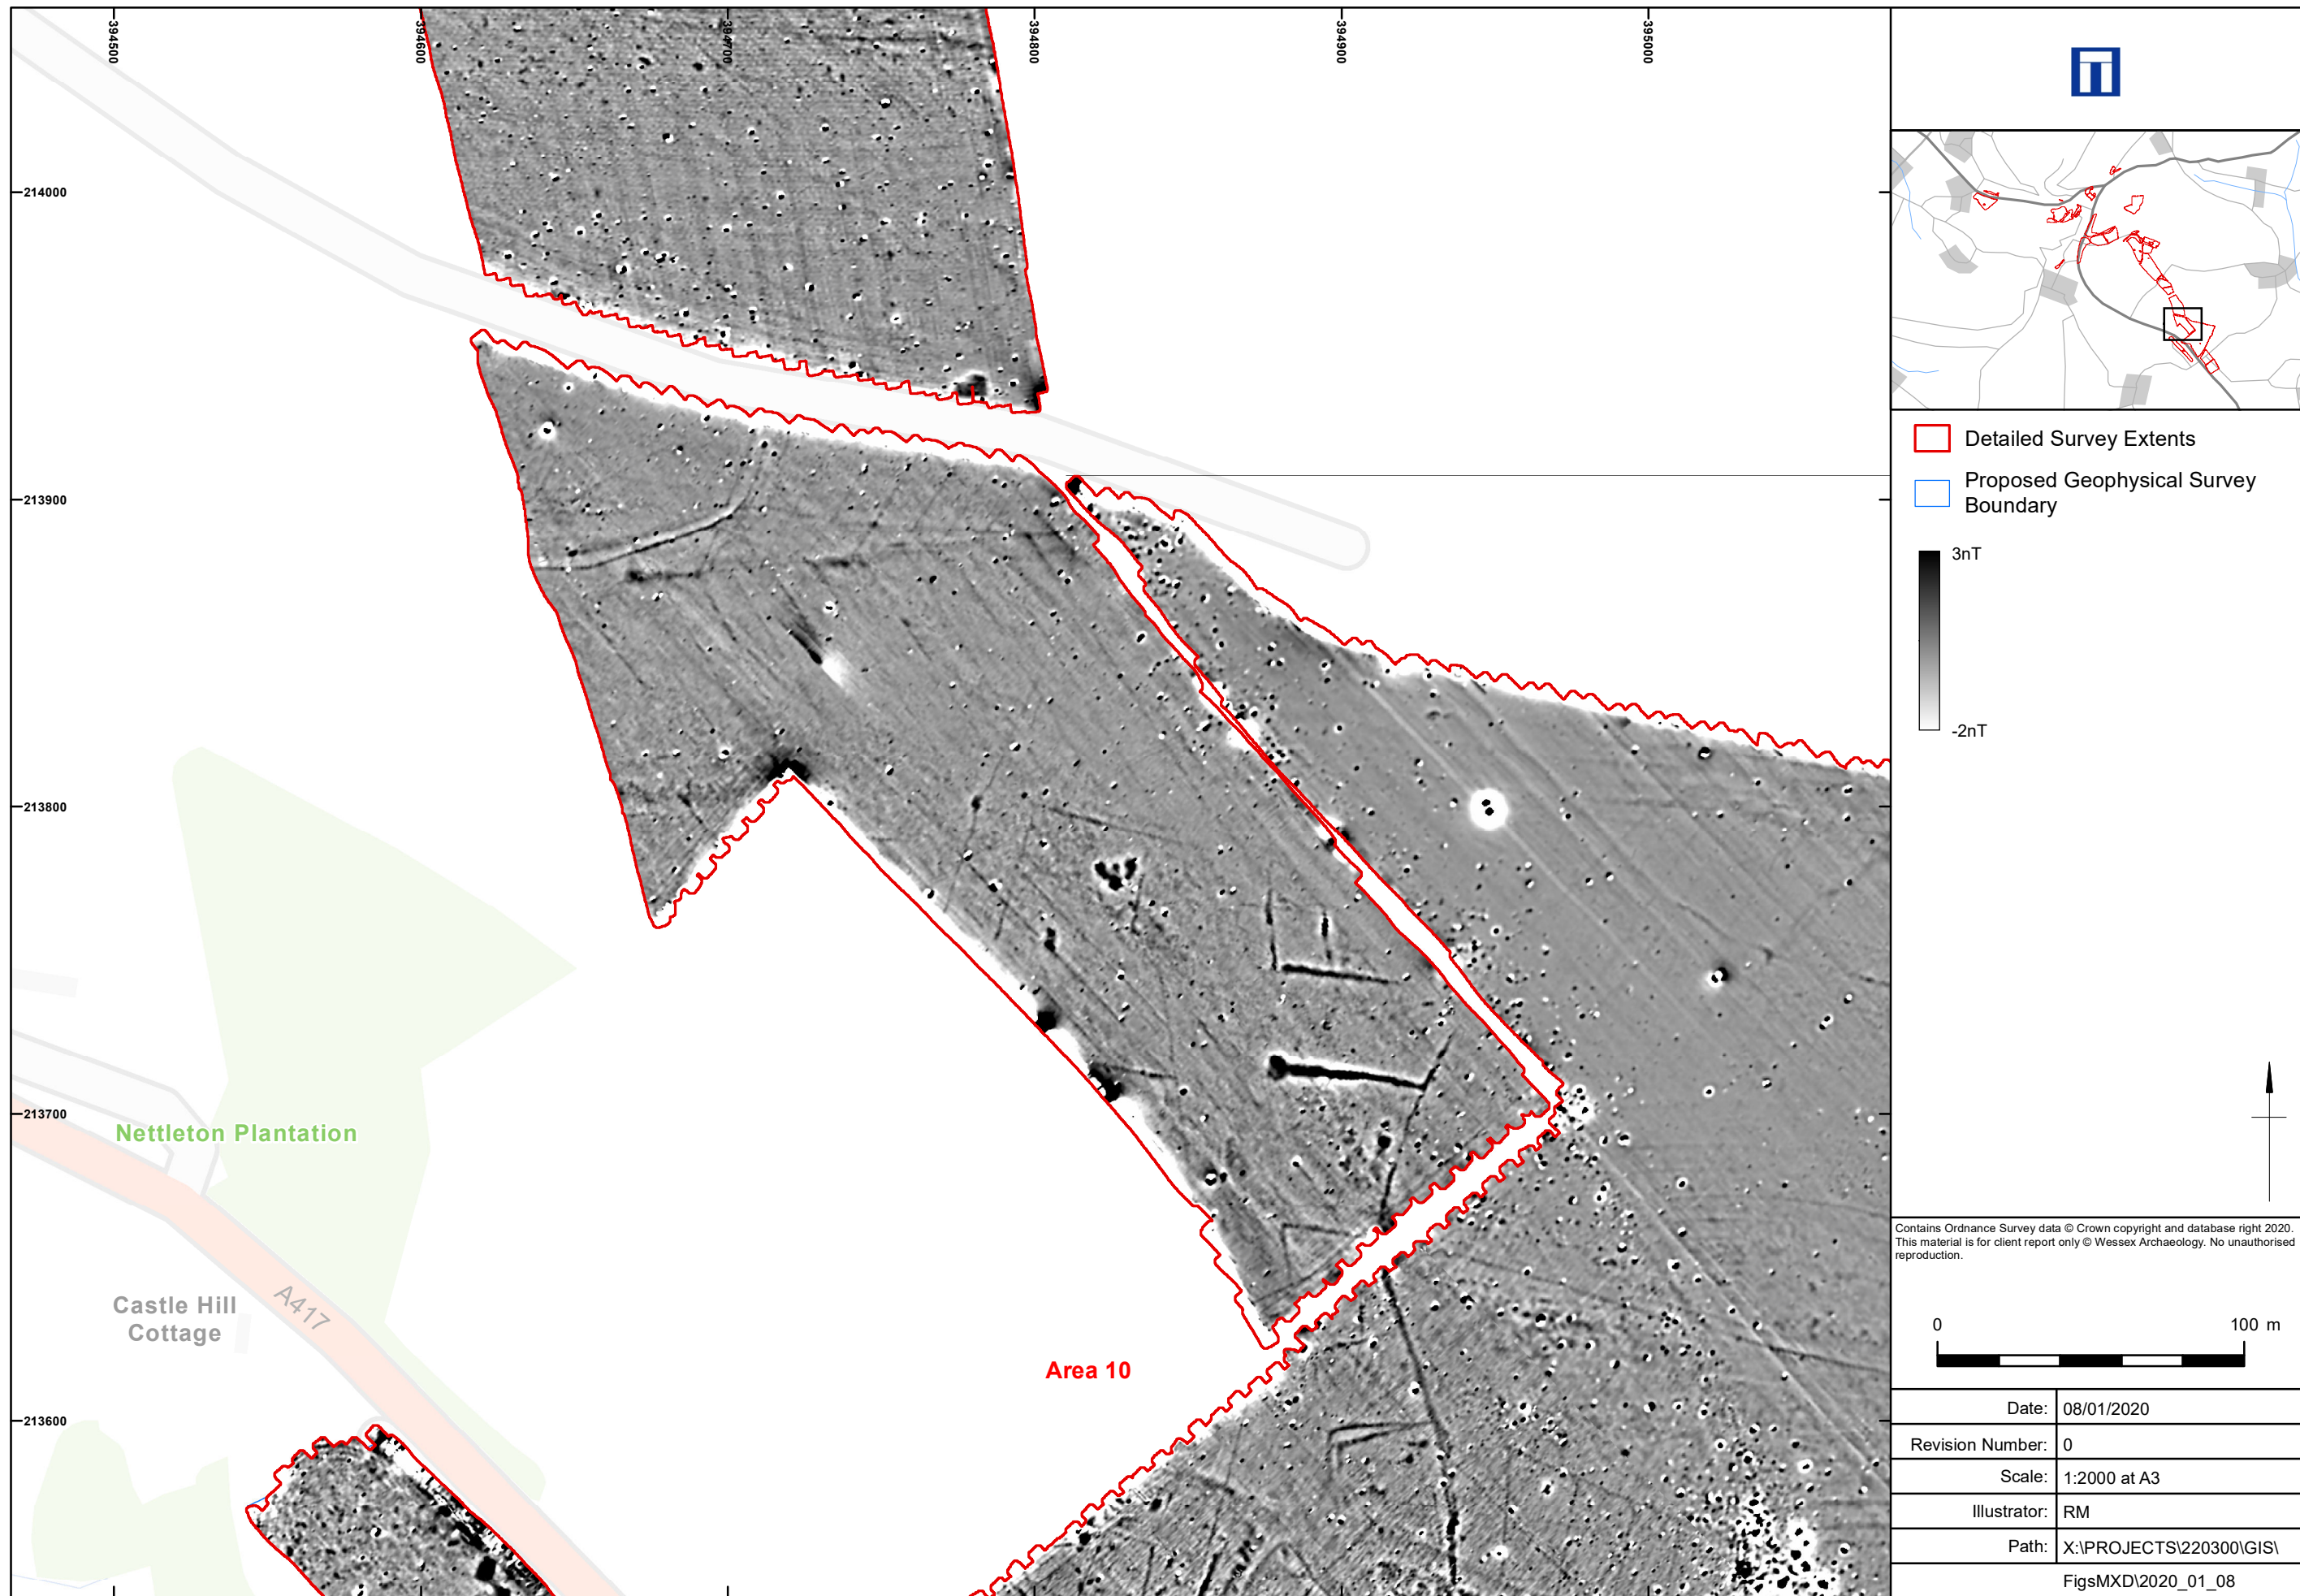 394500
394600
394700
394800
394900
395000
214000
213900
213800
213700
213600
Nettleton Plantation
Castle Hill
Cottage
A417
Area 10
Detailed Survey Extents
Proposed Geophysical Survey
Boundary
3nT
-2nT
Contains Ordnance Survey data © Crown copyright and database right 2020.
This material is for client report only © Wessex Archaeology. No unauthorised
reproduction.
0 100 m
Date: 08/01/2020
Revision Number: 0
Scale: 1:2000 at A3
Illustrator: RM
Path: X:\PROJECTS\220300\GIS\
FigsMXD\2020_01_08